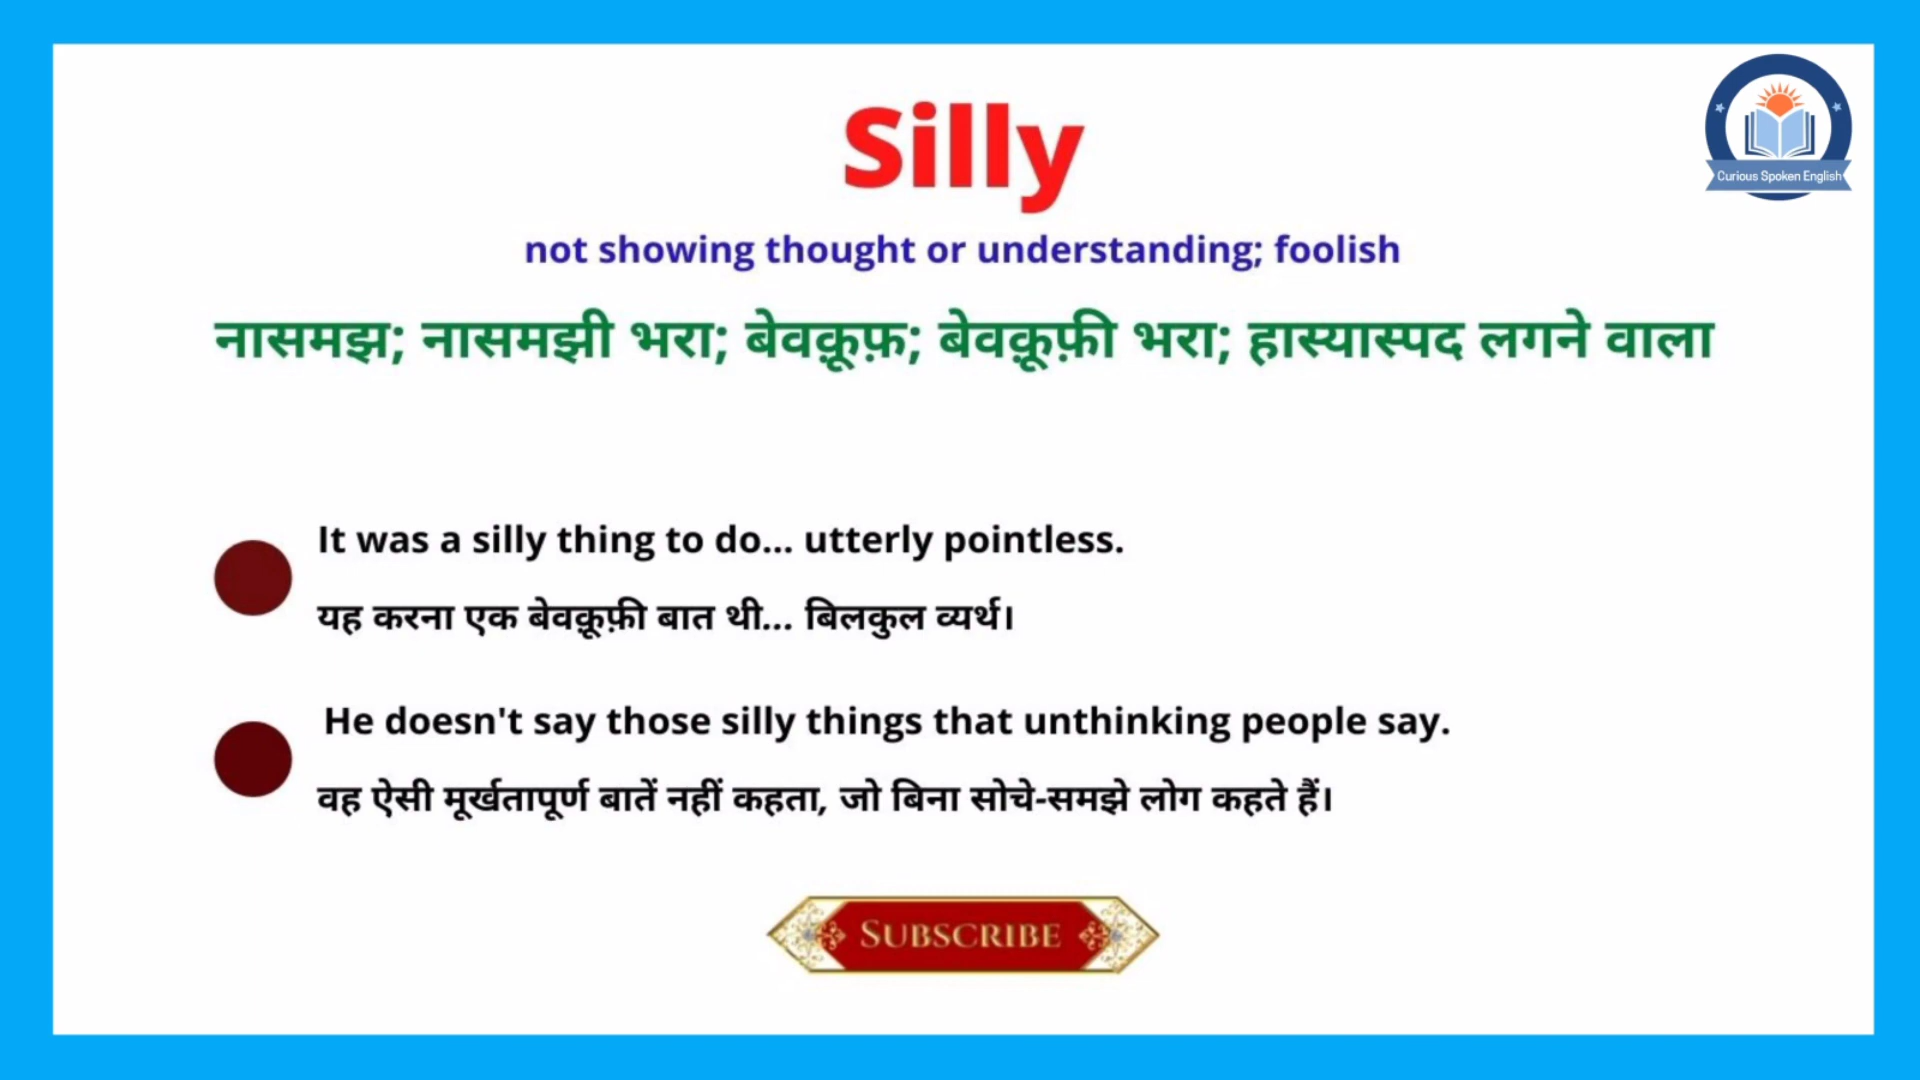 Silly
Curious Spoken English
not showing thought or understanding; foolish
नासमझ; नासमझी भरा; बेवक़ूफ़; बेवक़ूफ़ी भरा; हास्यास्पद लगने वाला
It was a silly thing to do... utterly pointless.
यह करना एक बेवक़ूफ़ी बात थी... बिलकुल व्यर्थ।
He doesn't say those silly things that unthinking people say.
वह ऐसी मूर्खतापूर्ण बातें नहीं कहता, जो बिना सोचे-समझे लोग कहते हैं।
SUBSCRIBE